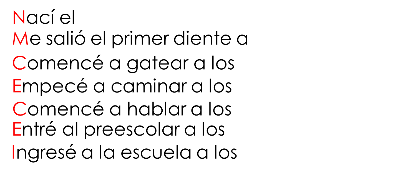 Nací el
Me salió el primer diente a
Comencé a gatear a los
Empecé a caminar a los
Comencé a hablar a los
Entré al preescolar a los
Ingresé a la escuela a los